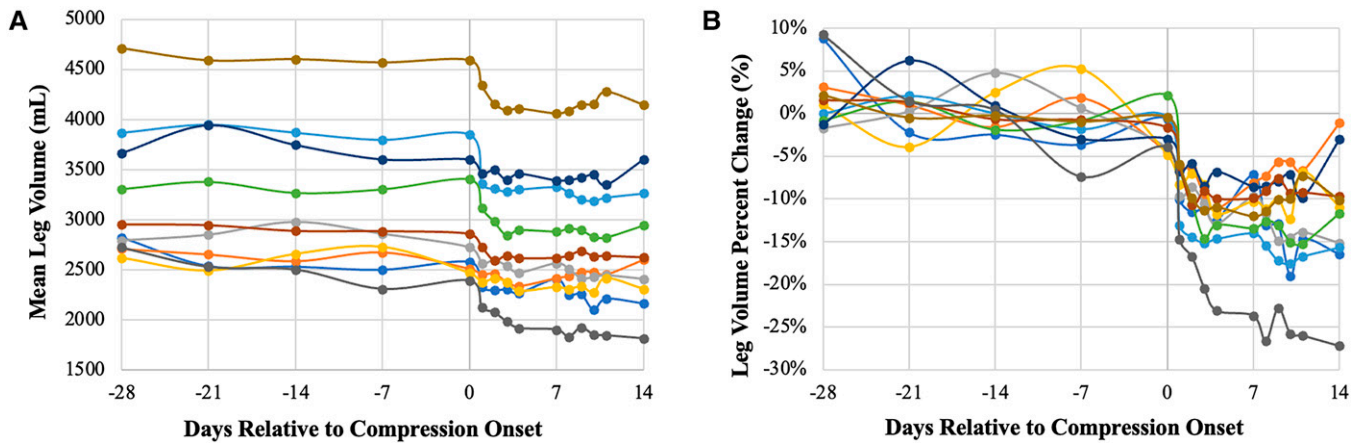 A
Mean Leg Volume (mL)
5000
4500
4000
3500
3000
2500
2000
1500
-28 -21 -14 -7 0 7 14
Days Relative to Compression Onset
B
Leg Volume Percent Change (%)
10%
5%
0%
-5%
-10%
-15%
-20%
-25%
-30%
-28 -21 -14 -7 0 7 14
Days Relative to Compression Onset